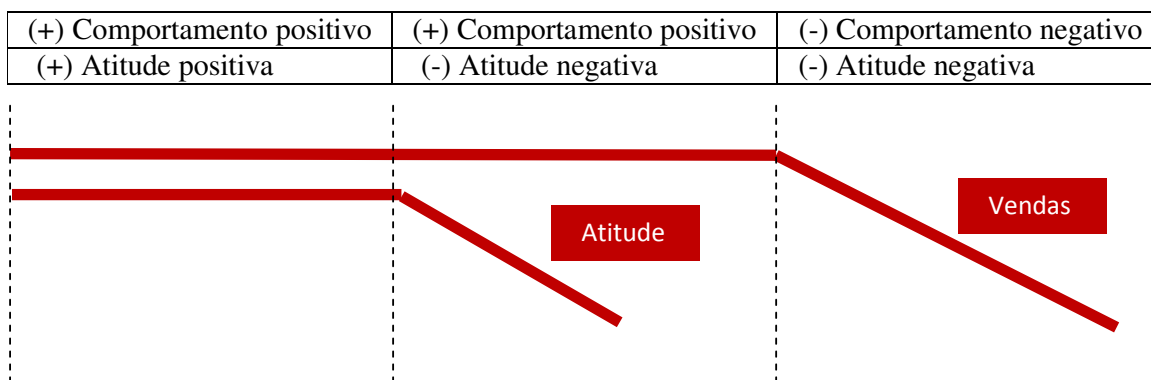 (+) Comportamento positivo (+) Comportamento positivo (-) Comportamento negativo
(+) Atitude positiva (-) Atitude negativa (-) Atitude negativa
Vendas
Atitude